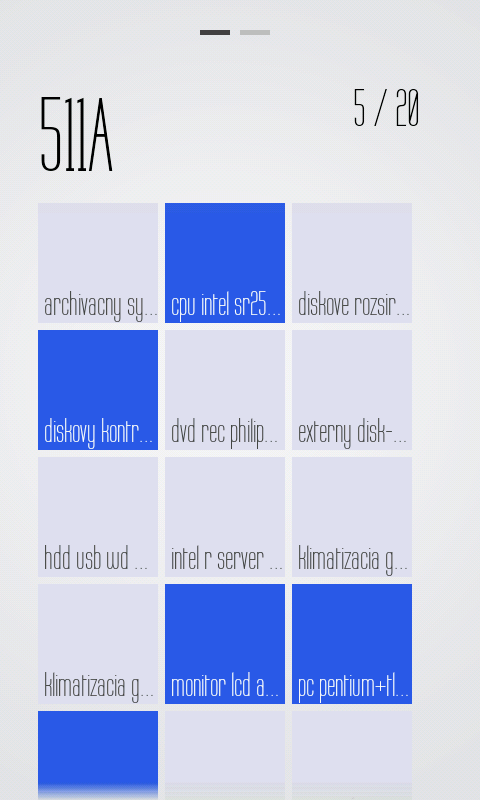 511A
5 / 20
archivacny sy...
cpu intel sr25...
diskove rozsir...
diskovy kontr...
dvd rec philip...
externy disk-...
hdd usb wd ...
intel r server ...
klimatizacia g...
klimatizacia g...
monitor lcd a...
pc pentium+tl...